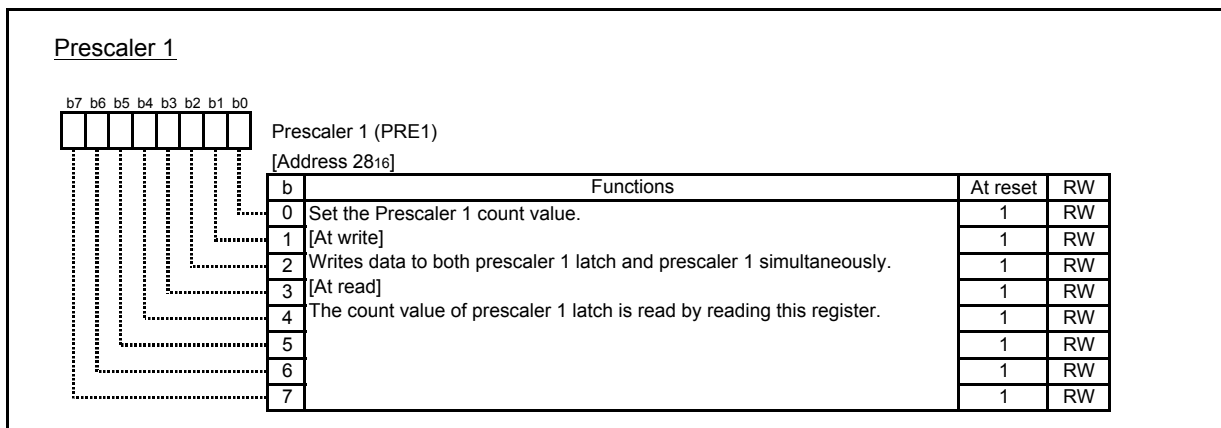 Prescaler 1
b7 b6 b5 b4 b3 b2 b1 b0
Prescaler 1 (PRE1)
[Address 2816]
b Functions At reset RW
0 Set the Prescaler 1 count value. 1 RW
1 [At write] 1 RW
2 Writes data to both prescaler 1 latch and prescaler 1 simultaneously. 1 RW
3 [At read] 1 RW
4 The count value of prescaler 1 latch is read by reading this register. 1 RW
5 1 RW
6 1 RW
7 1 RW